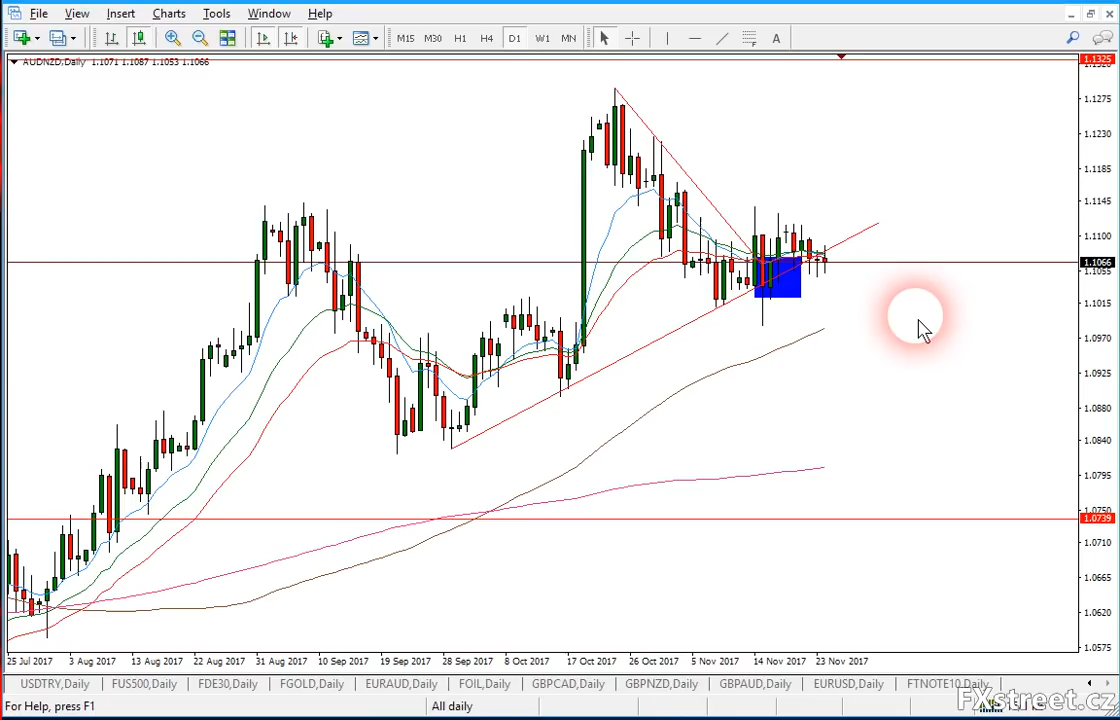 File View Insert Charts Tools Window Help
M15 M30 H1 H4 D1 W1 MN A
AUDNZD,Daily 1.1071 1.1087 1.1053 1.1066
1.1325
1.1275
1.1230
1.1185
1.1145
1.1100
1.1066
1.1055
1.1015
1.0970
1.0925
1.0880
1.0840
1.0795
1.0750
1.0739
1.0710
1.0665
1.0620
1.0575
25 Jul 2017 3 Aug 2017 13 Aug 2017 22 Aug 2017 31 Aug 2017 10 Sep 2017 19 Sep 2017 28 Sep 2017 8 Oct 2017 17 Oct 2017 26 Oct 2017 5 Nov 2017 14 Nov 2017 23 Nov 2017
USDTRY,Daily FUS500,Daily FDE30,Daily FGOLD,Daily EURAUD,Daily FOIL,Daily GBPCAD,Daily GBPNZD,Daily GBPAUD,Daily EURUSD,Daily FTNOTE10,Daily
For Help, press F1 All daily
FXstreet.cz